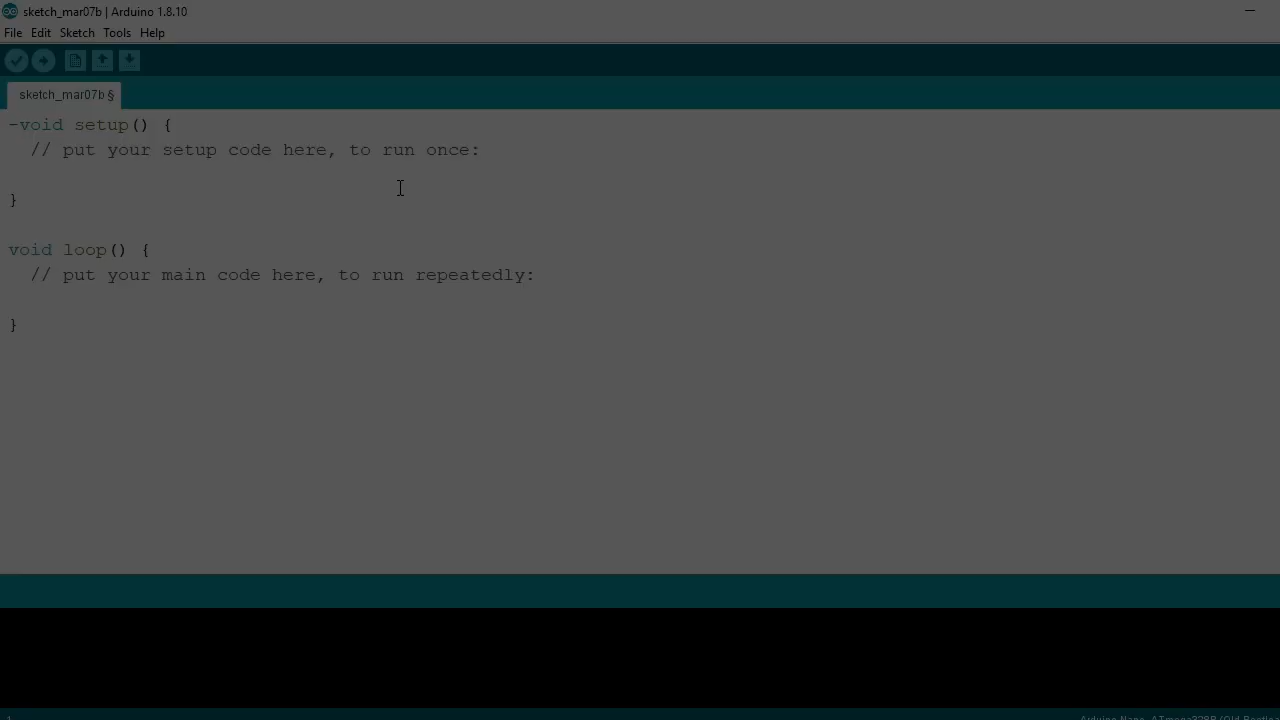 sketch_mar07b | Arduino 1.8.10
File Edit Sketch Tools Help
sketch_mar07b §
-void setup() {
  // put your setup code here, to run once:
}
void loop() {
  // put your main code here, to run repeatedly:
}
1